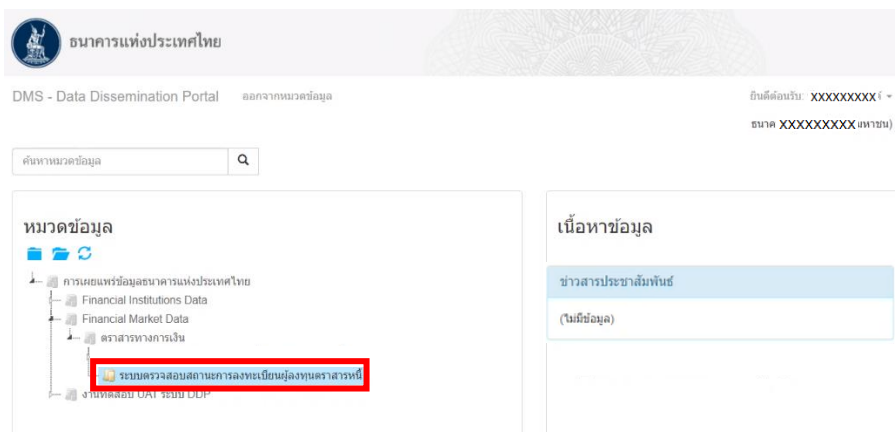 ธนาคารแห่งประเทศไทย
DMS - Data Dissemination Portal ออกจากหมวดข้อมูล
ยินดีต้อนรับ: XXXXXXXXX
ธนาค XXXXXXXXX มหาชน)
ค้นหาหมวดข้อมูล
หมวดข้อมูล
เนื้อหาข้อมูล
การเผยแพร่ข้อมูลธนาคารแห่งประเทศไทย
ข่าวสารประชาสัมพันธ์
Financial Institutions Data
Financial Market Data
(ไม่มีข้อมูล)
ตราสารทางการเงิน
ระบบตรวจสอบสถานะการลงทะเบียนผู้ลงทุนตราสารหนี้
งานทดสอบ UAT ระบบ DDP